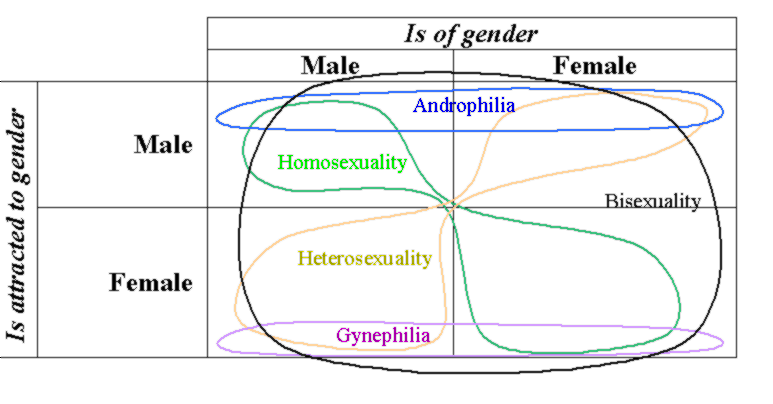 Is of gender
Male
Female
Is attracted to gender
Male
Androphilia
Homosexuality
Bisexuality
Female
Heterosexuality
Gynephilia